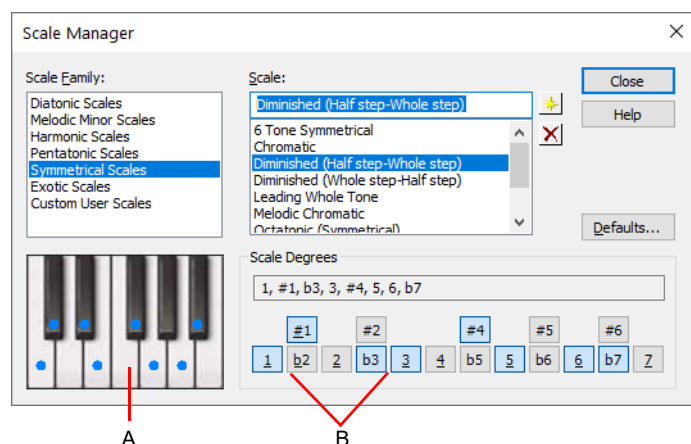 Scale Manager
Scale Family:
Diatonic Scales
Melodic Minor Scales
Harmonic Scales
Pentatonic Scales
Symmetrical Scales
Exotic Scales
Custom User Scales
Scale:
Diminished (Half step-Whole step)
6 Tone Symmetrical
Chromatic
Diminished (Half step-Whole step)
Diminished (Whole step-Half step)
Leading Whole Tone
Melodic Chromatic
Octatonic (Symmetrical)
Close
Help
Defaults...
Scale Degrees
1, #1, b3, 3, #4, 5, 6, b7
#1 #2 #4 #5 #6
1 b2 2 b3 3 4 b5 5 b6 6 b7 7
A B